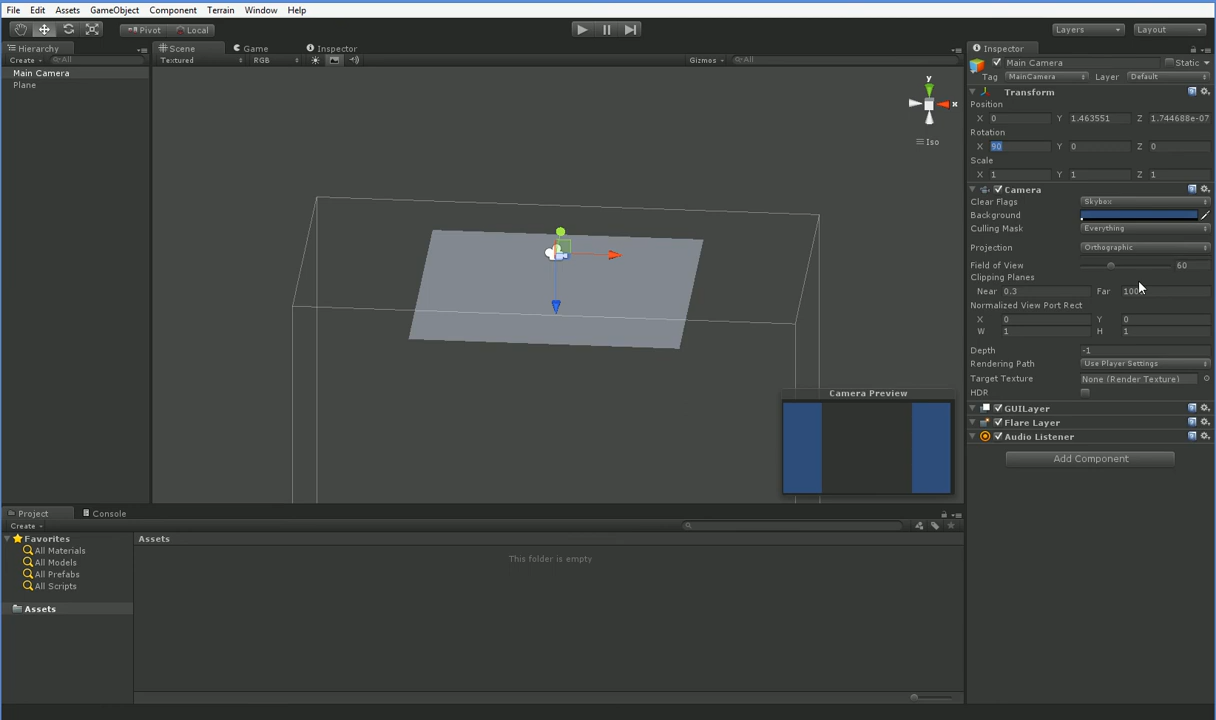 File Edit Assets GameObject Component Terrain Window Help
Pivot Local Layers Layout
Hierarchy
Create All
Main Camera
Plane
Scene Game Inspector
Textured RGB Gizmos All
y
x
Iso
Camera Preview
Inspector
Main Camera Static
Tag MainCamera Layer Default
Transform
Position
X 0 Y 1.463551 Z 1.744688e-07
Rotation
X 90 Y 0 Z 0
Scale
X 1 Y 1 Z 1
Camera
Clear Flags Skybox
Background
Culling Mask Everything
Projection Orthographic
Field of View 60
Clipping Planes
Near 0.3 Far
Normalized View Port Rect
X 0 Y 0
W 1 H 1
Depth -1
Rendering Path Use Player Settings
Target Texture None (Render Texture)
HDR
GUILayer
Flare Layer
Audio Listener
Add Component
Project Console
Create
Favorites
All Materials
All Models
All Prefabs
All Scripts
Assets
Assets
This folder is empty